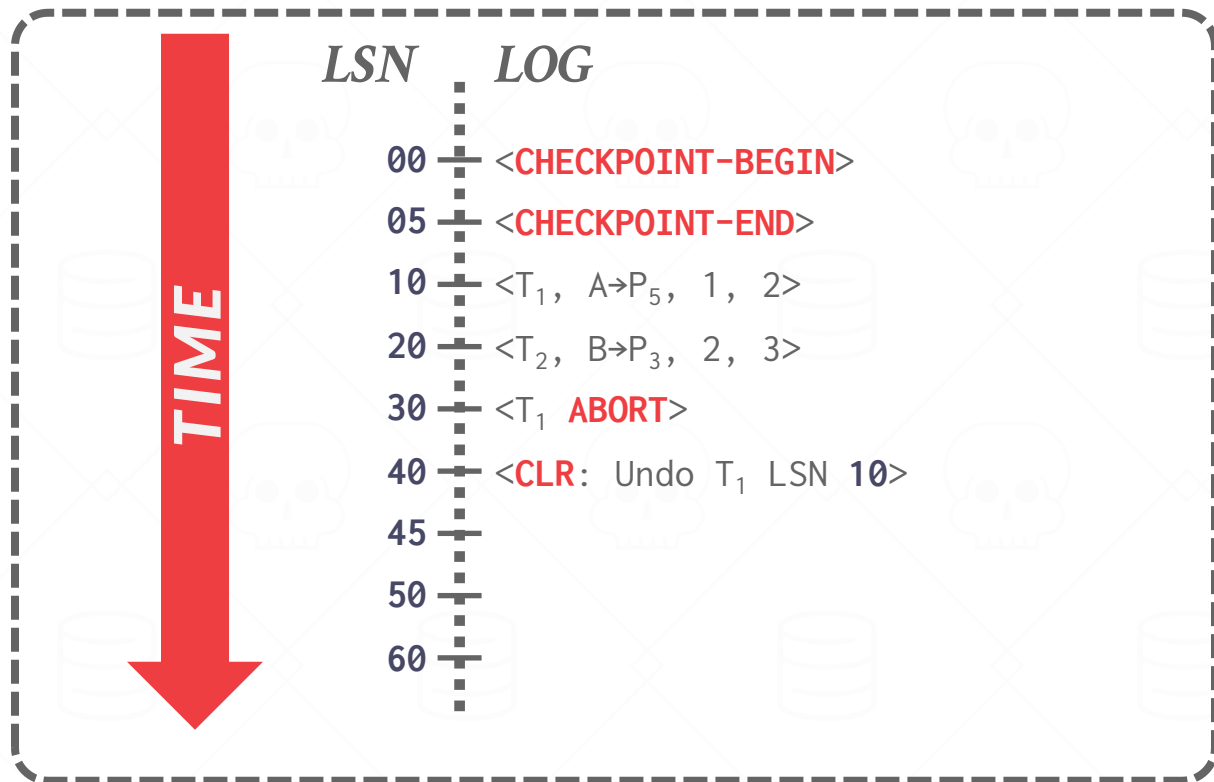 LSN LOG
00 <CHECKPOINT-BEGIN>
05 <CHECKPOINT-END>
10 <T₁, A→P₅, 1, 2>
20 <T₂, B→P₃, 2, 3>
30 <T₁ ABORT>
40 <CLR: Undo T₁ LSN 10>
45
50
60
TIME